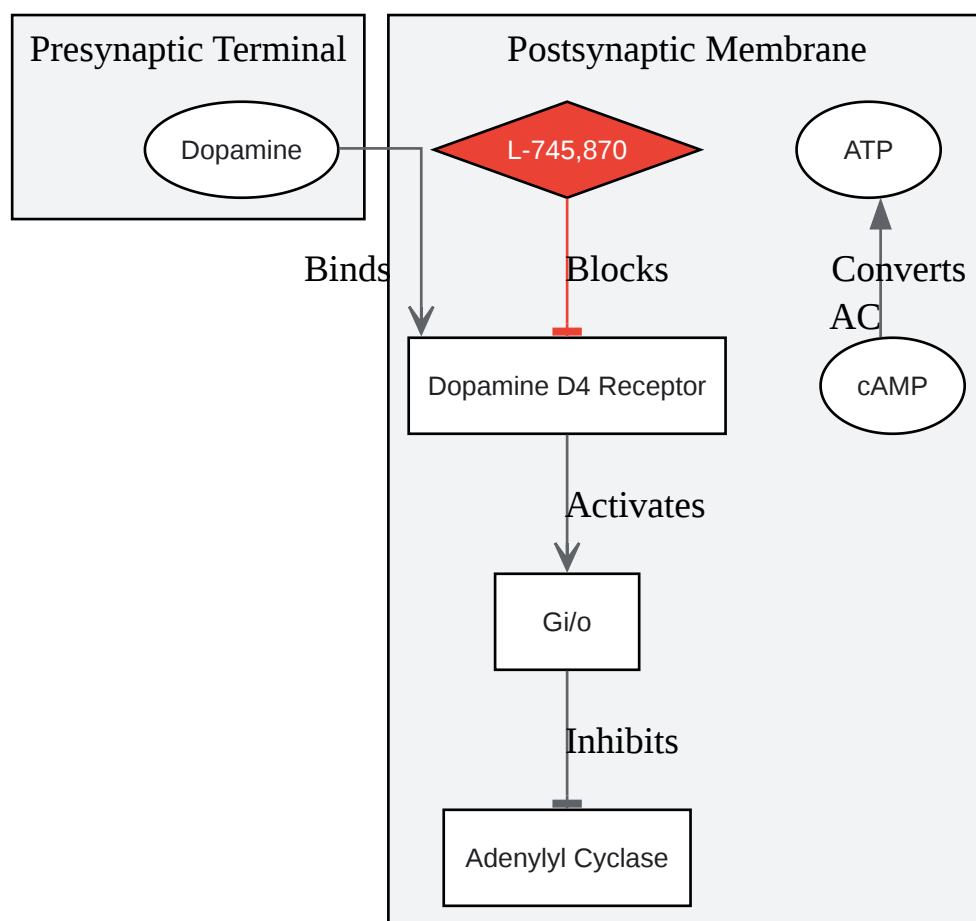 Presynaptic Terminal
Postsynaptic Membrane
Dopamine
L-745,870
ATP
Binds
Blocks
Converts
AC
Dopamine D4 Receptor
cAMP
Activates
Gi/o
Inhibits
Adenylyl Cyclase